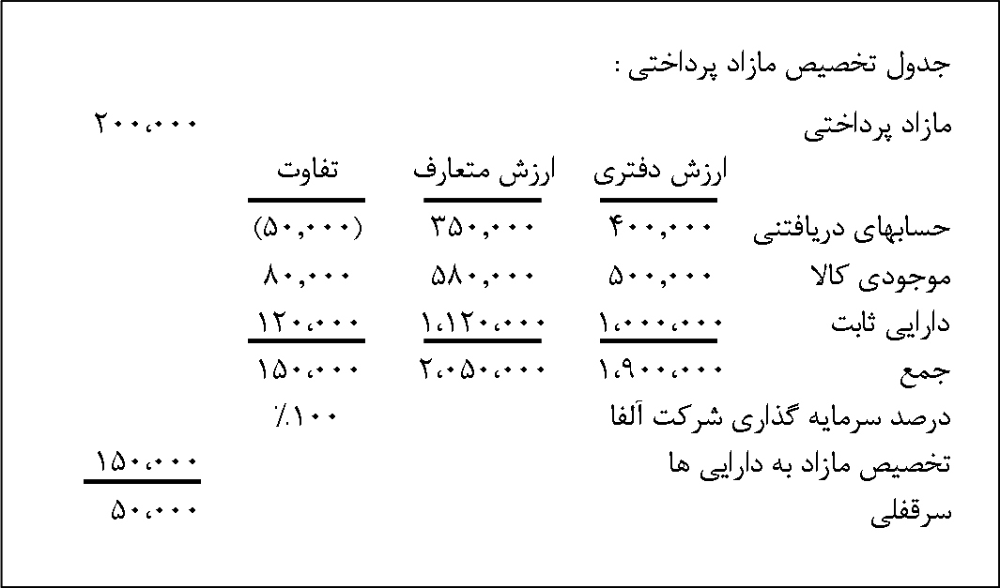 جدول تخصیص مازاد پرداختی :
مازاد پرداختی ۲۰۰،۰۰۰
ارزش دفتری ارزش متعارف تفاوت
حسابهای دریافتنی ۴۰۰,۰۰۰ ۳۵۰,۰۰۰ (۵۰,۰۰۰)
موجودی کالا ۵۰۰,۰۰۰ ۵۸۰,۰۰۰ ۸۰,۰۰۰
دارایی ثابت ۱،۰۰۰،۰۰۰ ۱،۱۲۰،۰۰۰ ۱۲۰،۰۰۰
جمع ۱،۹۰۰،۰۰۰ ۲،۰۵۰،۰۰۰ ۱۵۰،۰۰۰
درصد سرمایه گذاری شرکت آلفا ۱۰۰٪
تخصیص مازاد به دارایی ها ۱۵۰،۰۰۰
سرقفلی ۵۰،۰۰۰